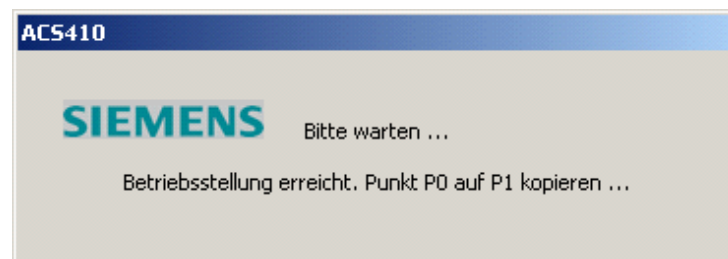 ACS410
SIEMENS Bitte warten ...
Betriebsstellung erreicht. Punkt P0 auf P1 kopieren ...